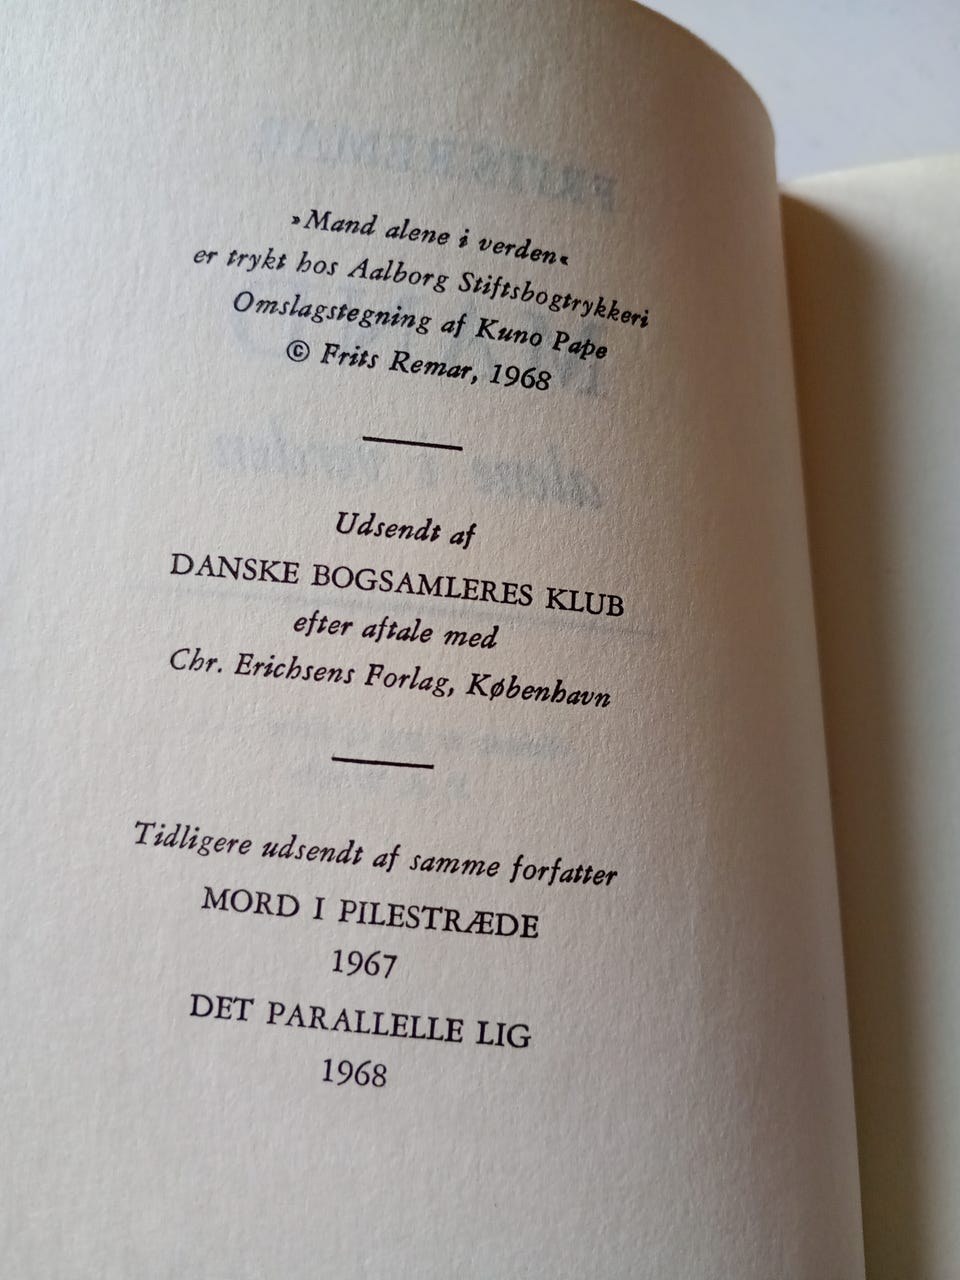 »Mand alene i verden«
er trykt hos Aalborg Stiftsbogtrykkeri
Omslagstegning af Kuno Pape
© Frits Remar, 1968
Udsendt af
DANSKE BOGSAMLERES KLUB
efter aftale med
Chr. Erichsens Forlag, København
Tidligere udsendt af samme forfatter
MORD I PILESTRÆDE
1967
DET PARALLELLE LIG
1968